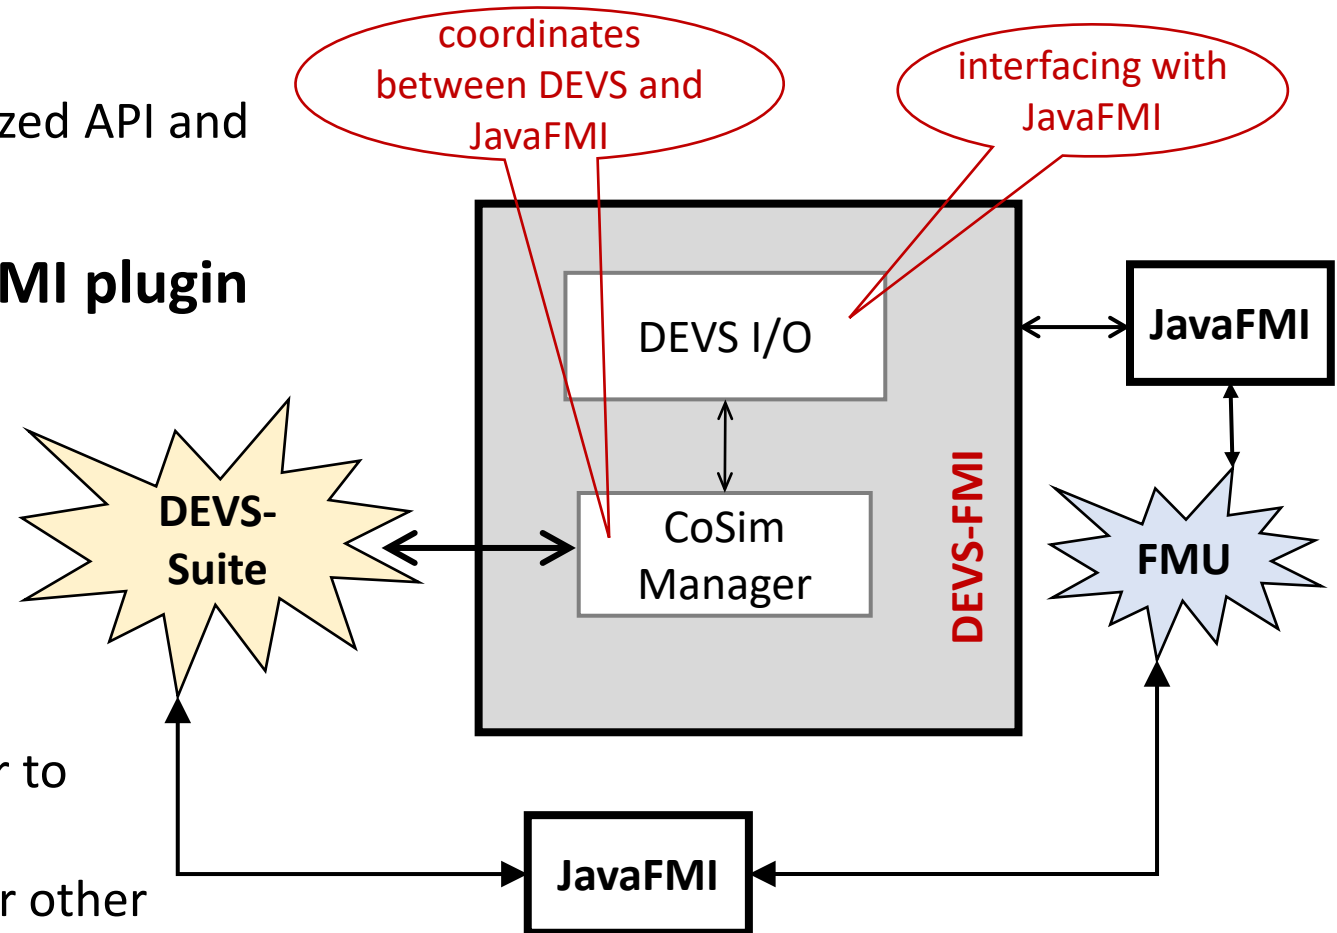 coordinates
between DEVS and
JavaFMI
interfacing with
JavaFMI
zed API and
MI plugin
DEVS I/O
JavaFMI
DEVS-
Suite
CoSim
Manager
DEVS-FMI
FMU
r to
JavaFMI
r other